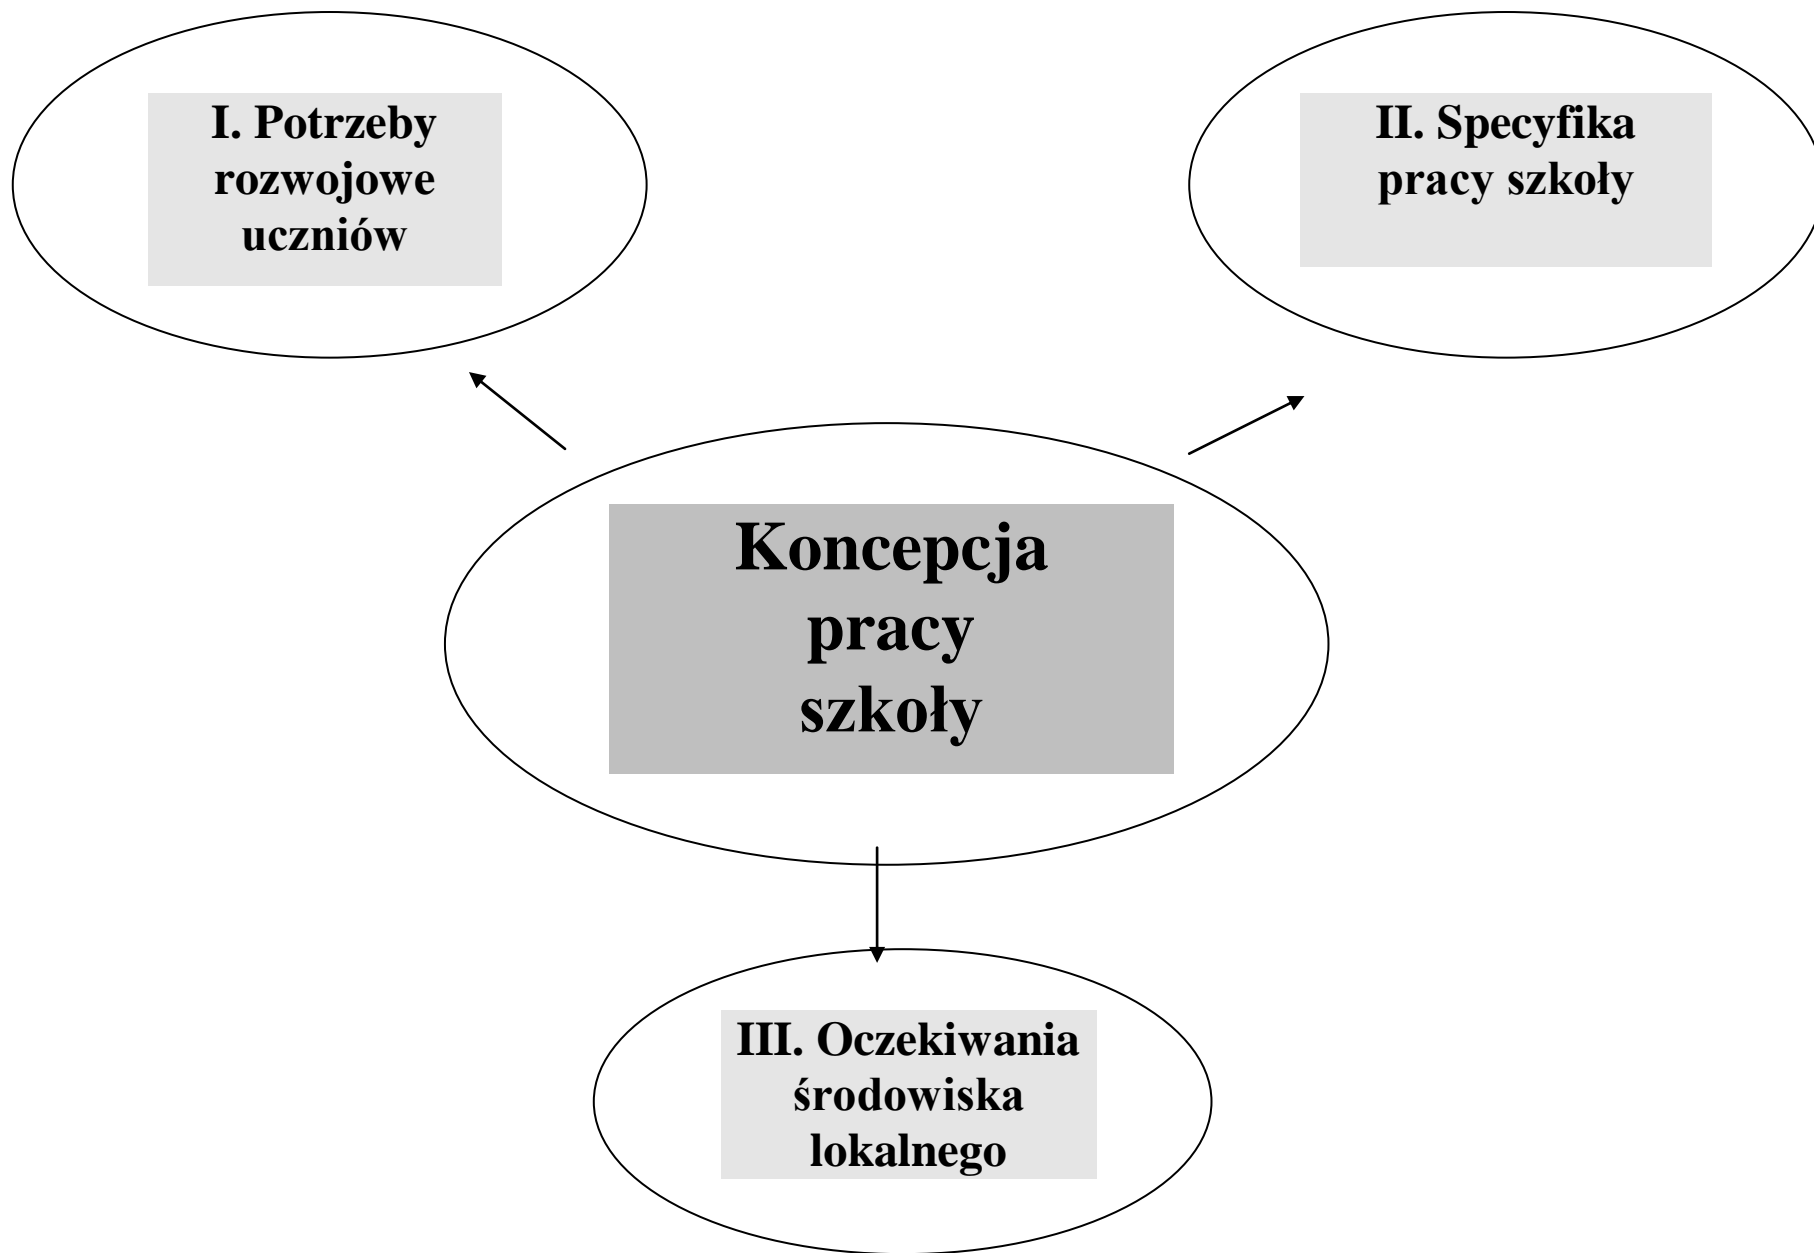 I. Potrzeby
rozwojowe
uczniów
II. Specyfika
pracy szkoły
Koncepcja
pracy
szkoły
III. Oczekiwania
środowiska
lokalnego